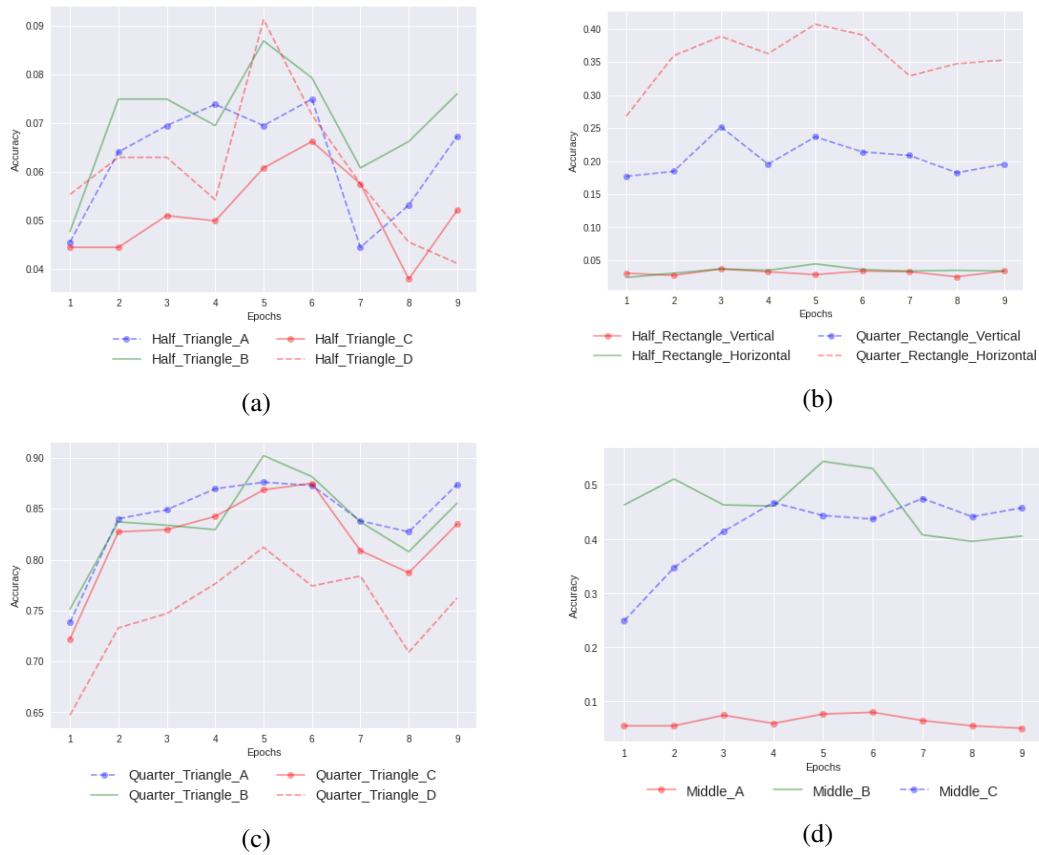 0.09
0.08
0.07
0.06
0.05
0.04
Accuracy
1 2 3 4 5 6 7 8 9
Epochs
Half_Triangle_A Half_Triangle_C
Half_Triangle_B Half_Triangle_D
(a)
0.40
0.35
0.30
0.25
0.20
0.15
0.10
0.05
Accuracy
1 2 3 4 5 6 7 8 9
Epochs
Half_Rectangle_Vertical Quarter_Rectangle_Vertical
Half_Rectangle_Horizontal Quarter_Rectangle_Horizontal
(b)
0.90
0.85
0.80
0.75
0.70
0.65
Accuracy
1 2 3 4 5 6 7 8 9
Epochs
Quarter_Triangle_A Quarter_Triangle_C
Quarter_Triangle_B Quarter_Triangle_D
(c)
0.5
0.4
0.3
0.2
0.1
Accuracy
1 2 3 4 5 6 7 8 9
Epochs
Middle_A Middle_B Middle_C
(d)